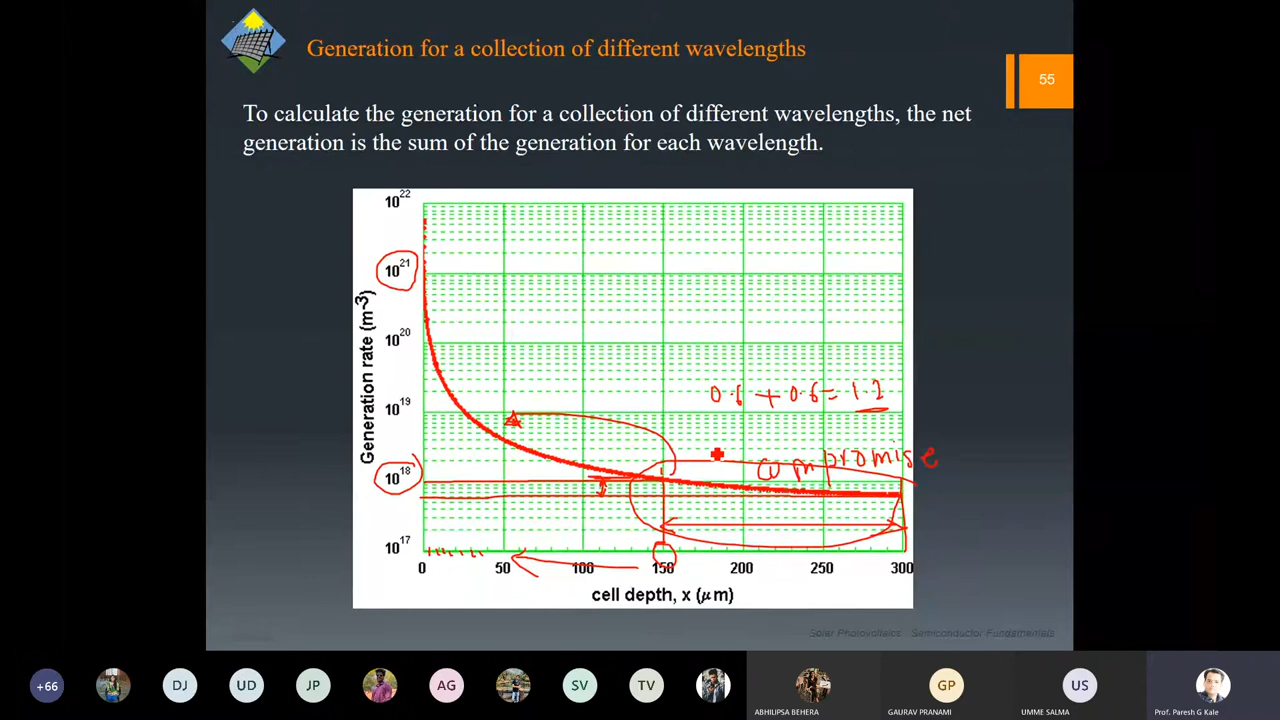 Generation for a collection of different wavelengths
55
To calculate the generation for a collection of different wavelengths, the net
generation is the sum of the generation for each wavelength.
10^22
10^21
10^20
10^19
10^18
10^17
Generation rate (m^-3)
0.6 + 0.6 = 1.2
compromise
0 50 100 150 200 250 300
cell depth, x (μm)
Solar Photovoltaics Semiconductor Fundamentals
+66 DJ UD JP AG SV TV GP US
ABHILIPSA BEHERA GAURAV PRANAMI UMME SALMA Prof. Paresh G Kale